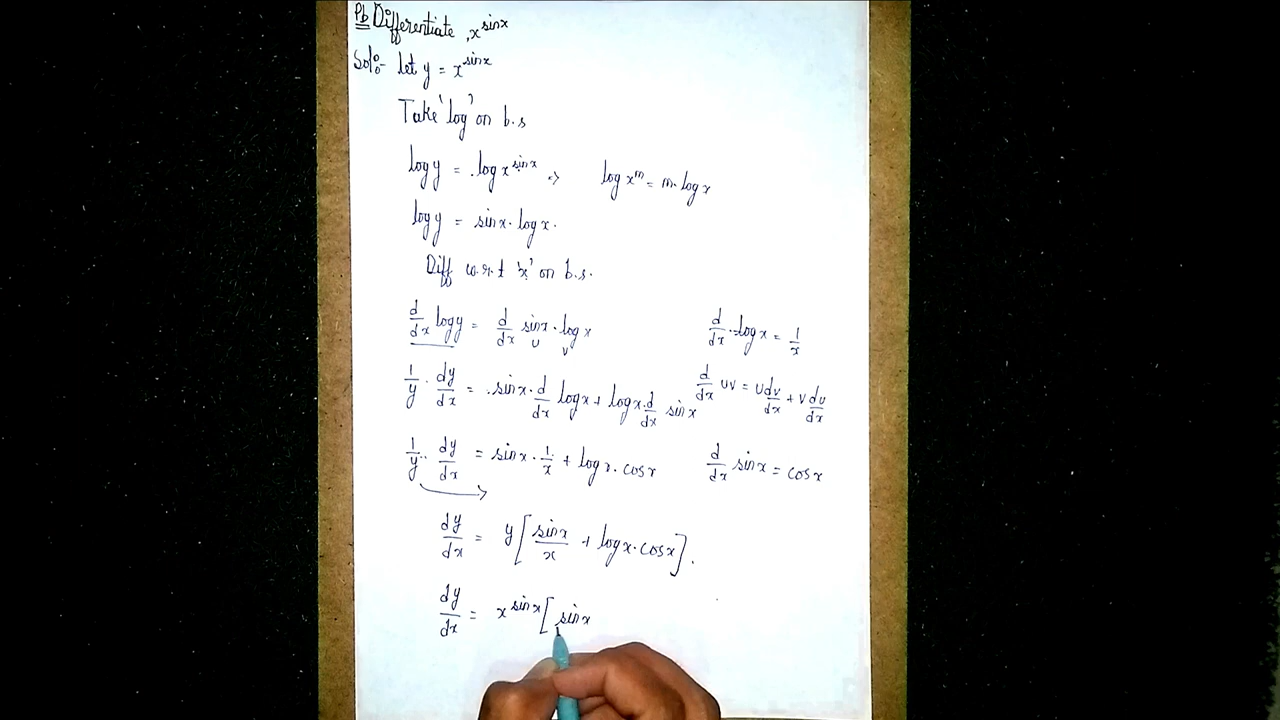 Pb Differentiate, x^sinx
Sol:- let y = x^sinx
Take 'log' on b.s
log y = log x^sinx => log x^m = m. log x
log y = sinx. log x.
Diff w.r.t 'x' on b.s.
d/dx log y = d/dx sinx. log x d/dx . log x = 1/x
U V
1/y . dy/dx = sinx. d/dx log x + log x. d/dx sinx d/dx UV = U dv/dx + V du/dx
1/y . dy/dx = sinx. 1/x + log x. cosx d/dx sinx = cosx
dy/dx = y [ sinx/x + log x. cosx ].
dy/dx = x^sinx [ sinx